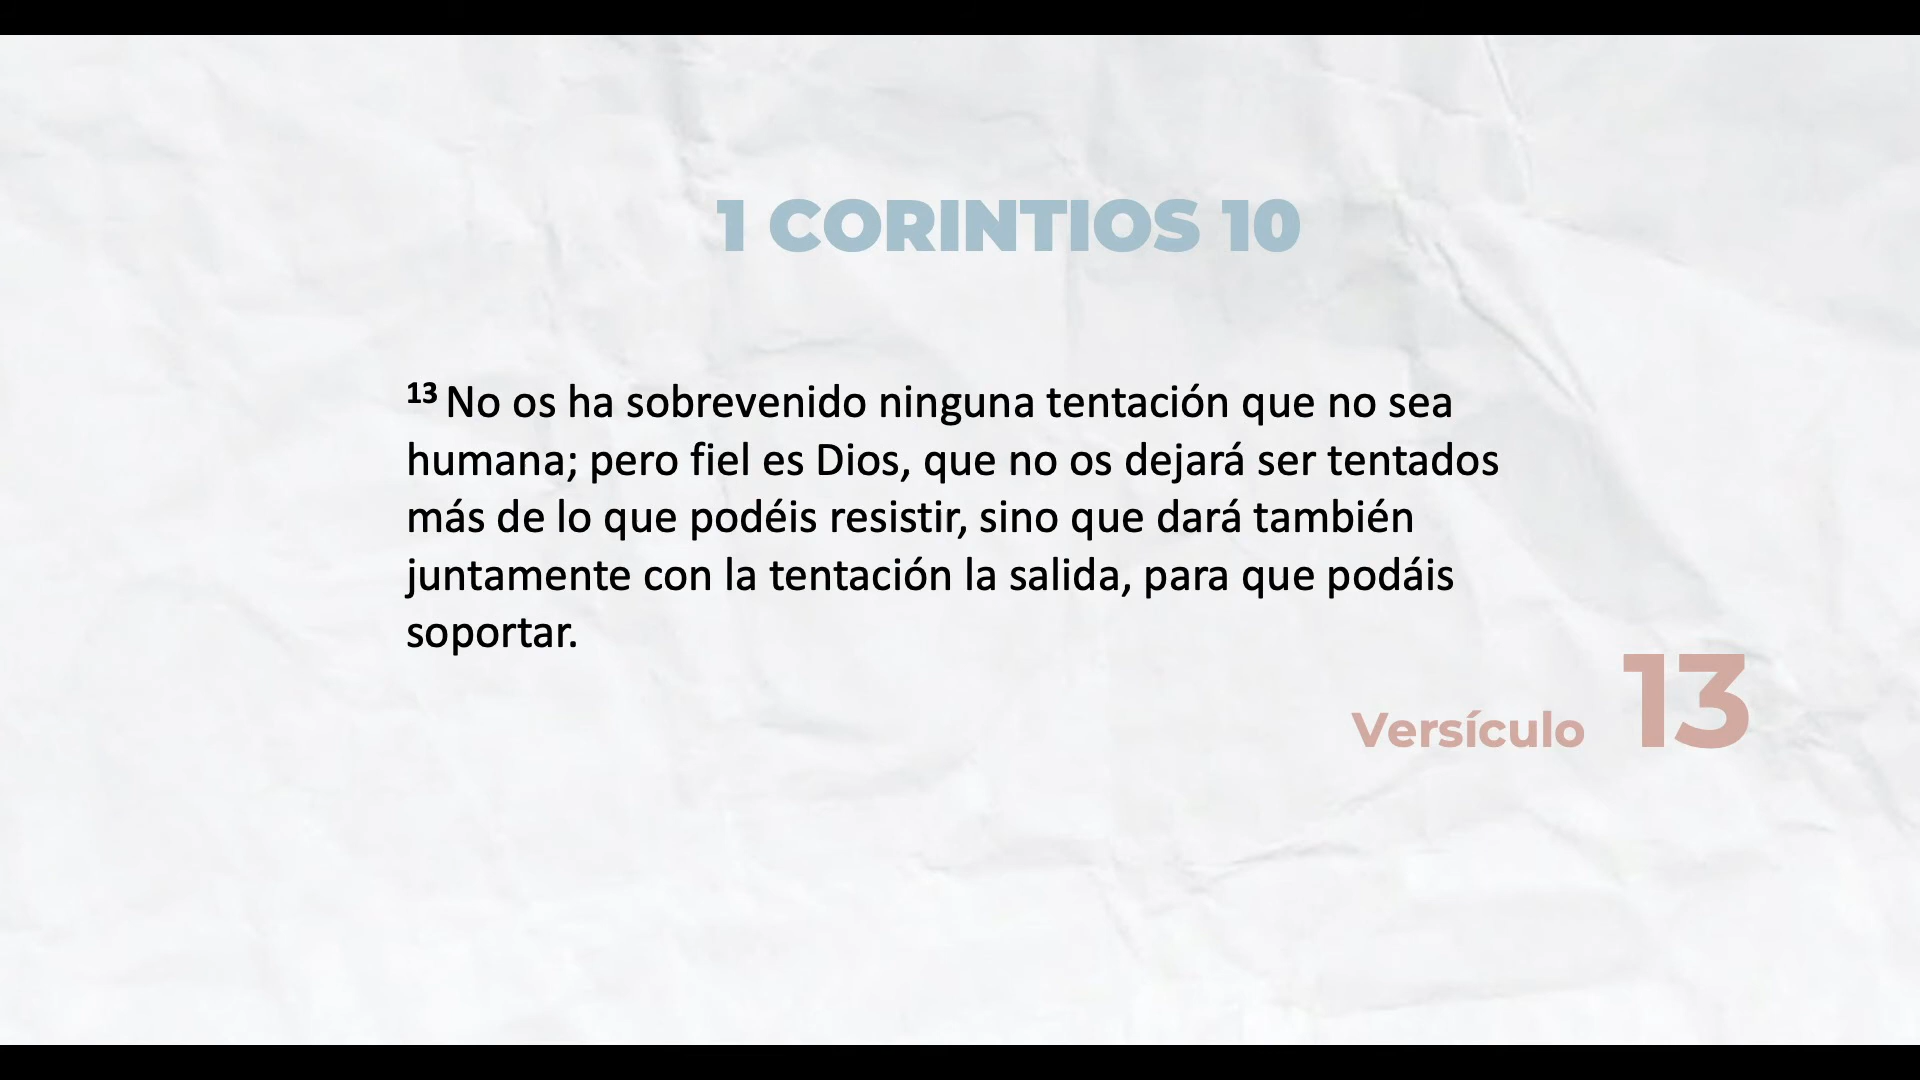 1 CORINTIOS 10
13 No os ha sobrevenido ninguna tentación que no sea
humana; pero fiel es Dios, que no os dejará ser tentados
más de lo que podéis resistir, sino que dará también
juntamente con la tentación la salida, para que podáis
soportar.
Versículo 13